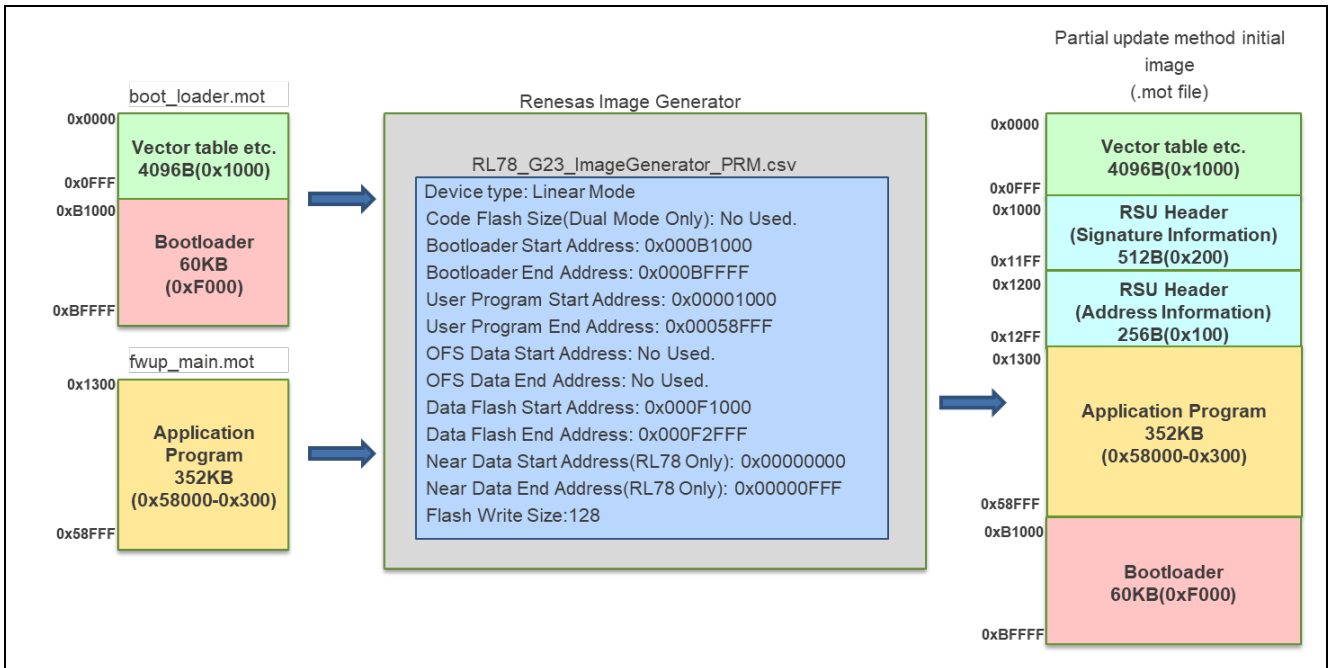 boot_loader.mot
0x0000
Vector table etc.
4096B(0x1000)
0x0FFF
0xB1000
Bootloader
60KB
(0xF000)
0xBFFFF
fwup_main.mot
0x1300
Application
Program
352KB
(0x58000-0x300)
0x58FFF
Renesas Image Generator
RL78_G23_ImageGenerator_PRM.csv
Device type: Linear Mode
Code Flash Size(Dual Mode Only): No Used.
Bootloader Start Address: 0x000B1000
Bootloader End Address: 0x000BFFFF
User Program Start Address: 0x00001000
User Program End Address: 0x00058FFF
OFS Data Start Address: No Used.
OFS Data End Address: No Used.
Data Flash Start Address: 0x000F1000
Data Flash End Address: 0x000F2FFF
Near Data Start Address(RL78 Only): 0x00000000
Near Data End Address(RL78 Only): 0x00000FFF
Flash Write Size:128
Partial update method initial
image
(.mot file)
0x0000
Vector table etc.
4096B(0x1000)
0x0FFF
0x1000
RSU Header
(Signature Information)
512B(0x200)
0x11FF
0x1200
RSU Header
(Address Information)
256B(0x100)
0x12FF
0x1300
Application Program
352KB
(0x58000-0x300)
0x58FFF
0xB1000
Bootloader
60KB(0xF000)
0xBFFFF